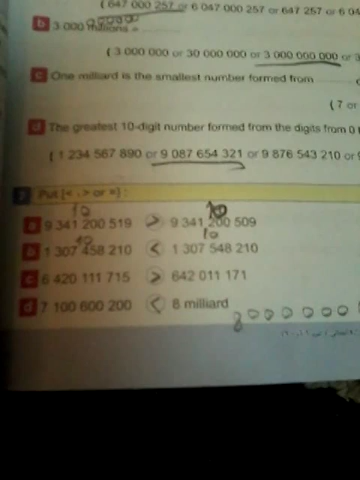 ( 647 000 257 or 6 047 000 257 or 647 257 or 6 04
b 3 000 millions =
( 3 000 000 or 30 000 000 or 3 000 000 000 or 3
c One milliard is the smallest number formed from
( 7 or
d The greatest 10-digit number formed from the digits from 0
( 1 234 567 890 or 9 087 654 321 or 9 876 543 210 or 9
Put [< , > or =] :
10 10
a 9 341 200 519 > 9 341 200 509
10 10
b 1 307 458 210 < 1 307 548 210
c 6 420 111 715 > 642 011 171
d 7 100 600 200 < 8 milliard